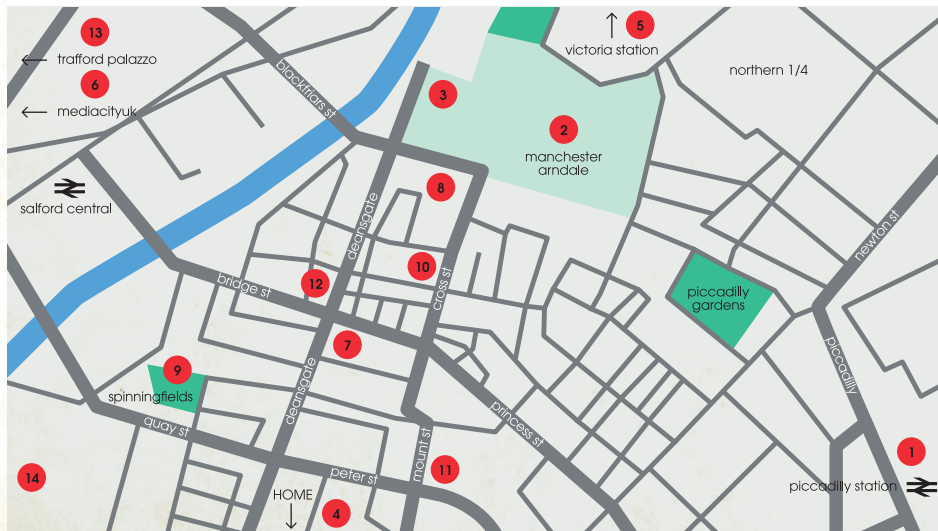 13
trafford palazzo
6
mediacityuk
5
victoria station
northern 1/4
blackfriars st
3
2
manchester
arndale
salford central
8
deansgate
newton st
10
cross st
12
bridge st
piccadilly
gardens
7
piccadilly
9
spinningfields
deansgate
princess st
quay st
mount st
1
11
14
peter st
piccadilly station
HOME
4